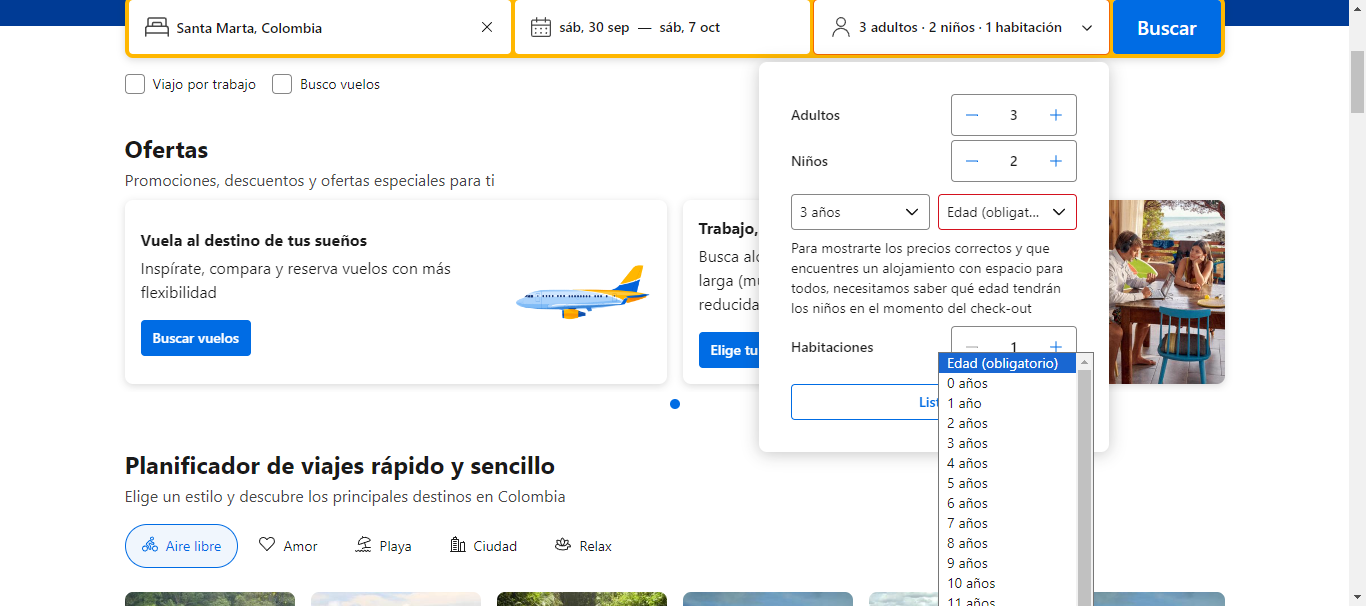 Santa Marta, Colombia
sáb, 30 sep — sáb, 7 oct
3 adultos · 2 niños · 1 habitación
Buscar
Viajo por trabajo
Busco vuelos
Adultos
3
Niños
2
3 años
Edad (obligat...
Para mostrarte los precios correctos y que
encuentres un alojamiento con espacio para
todos, necesitamos saber qué edad tendrán
los niños en el momento del check-out
Habitaciones
1
Edad (obligatorio)
0 años
1 año
2 años
3 años
4 años
5 años
6 años
7 años
8 años
9 años
10 años
11 años
Ofertas
Promociones, descuentos y ofertas especiales para ti
Vuela al destino de tus sueños
Inspírate, compara y reserva vuelos con más
flexibilidad
Buscar vuelos
Trabajo,
Busca
larga
reducida
Elige tu
Planificador de viajes rápido y sencillo
Elige un estilo y descubre los principales destinos en Colombia
Aire libre
Amor
Playa
Ciudad
Relax